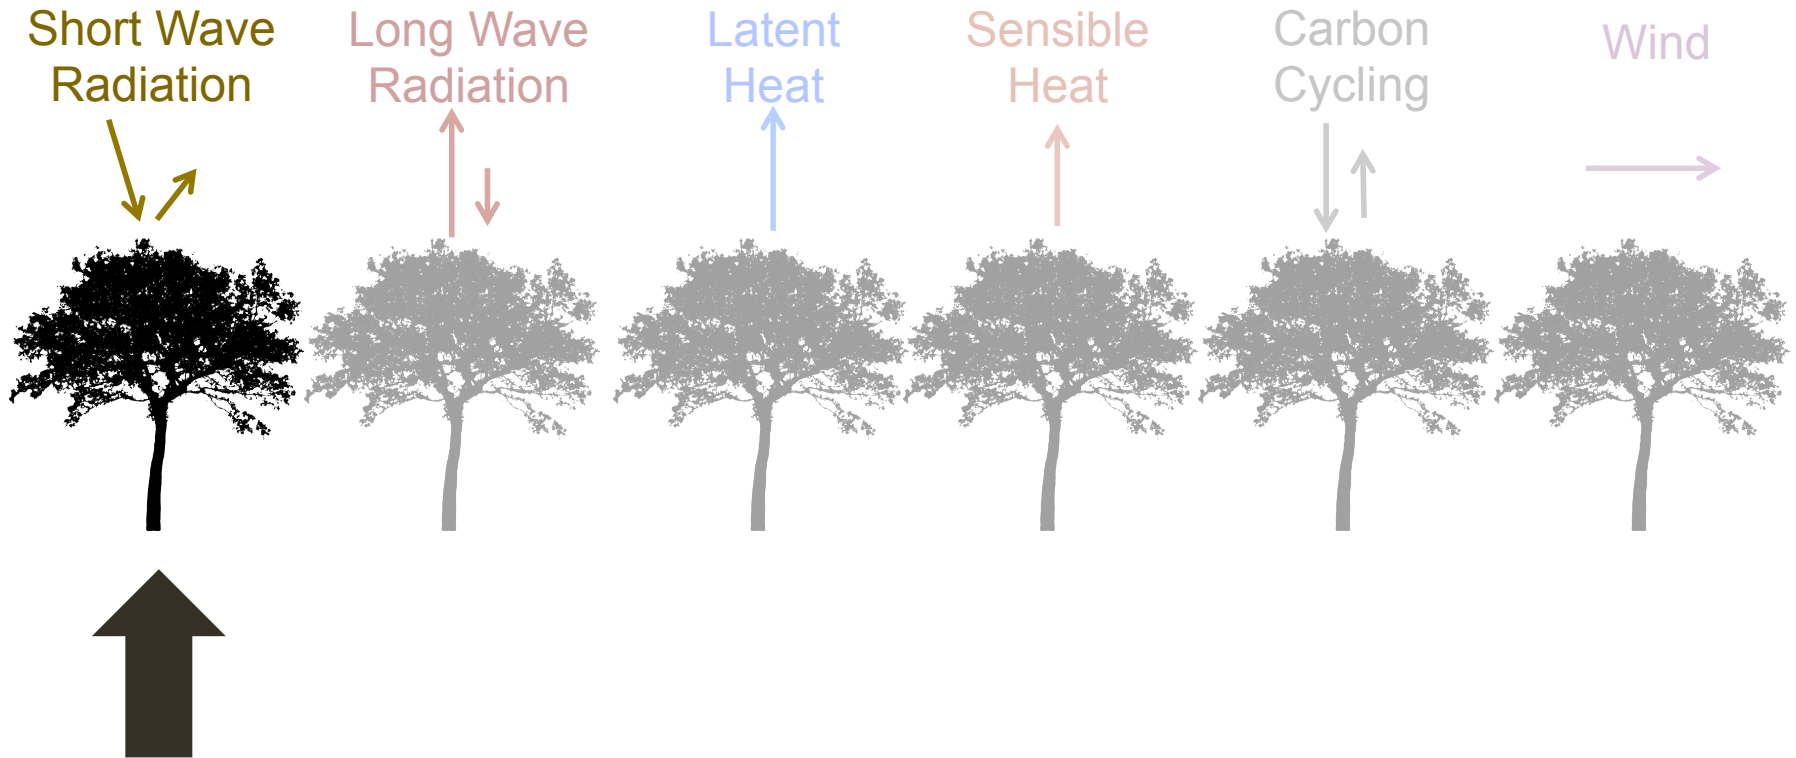 Short Wave
Radiation
Long Wave
Radiation
Latent
Heat
Sensible
Heat
Carbon
Cycling
Wind